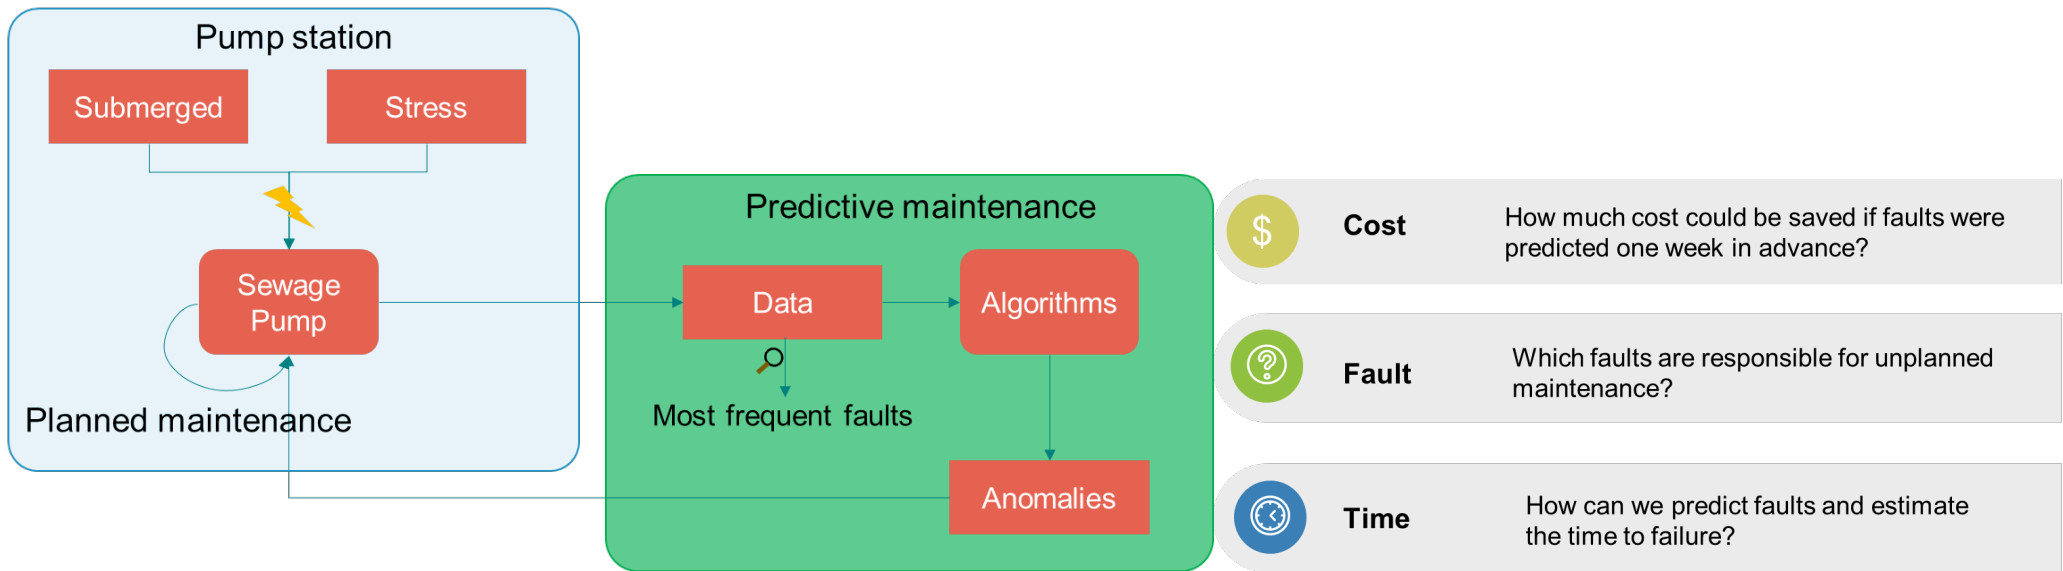 Pump station
Submerged
Stress
Sewage
Pump
Planned maintenance
Predictive maintenance
Data
Algorithms
Most frequent faults
Anomalies
$
Cost
How much cost could be saved if faults were
predicted one week in advance?
Fault
Which faults are responsible for unplanned
maintenance?
Time
How can we predict faults and estimate
the time to failure?